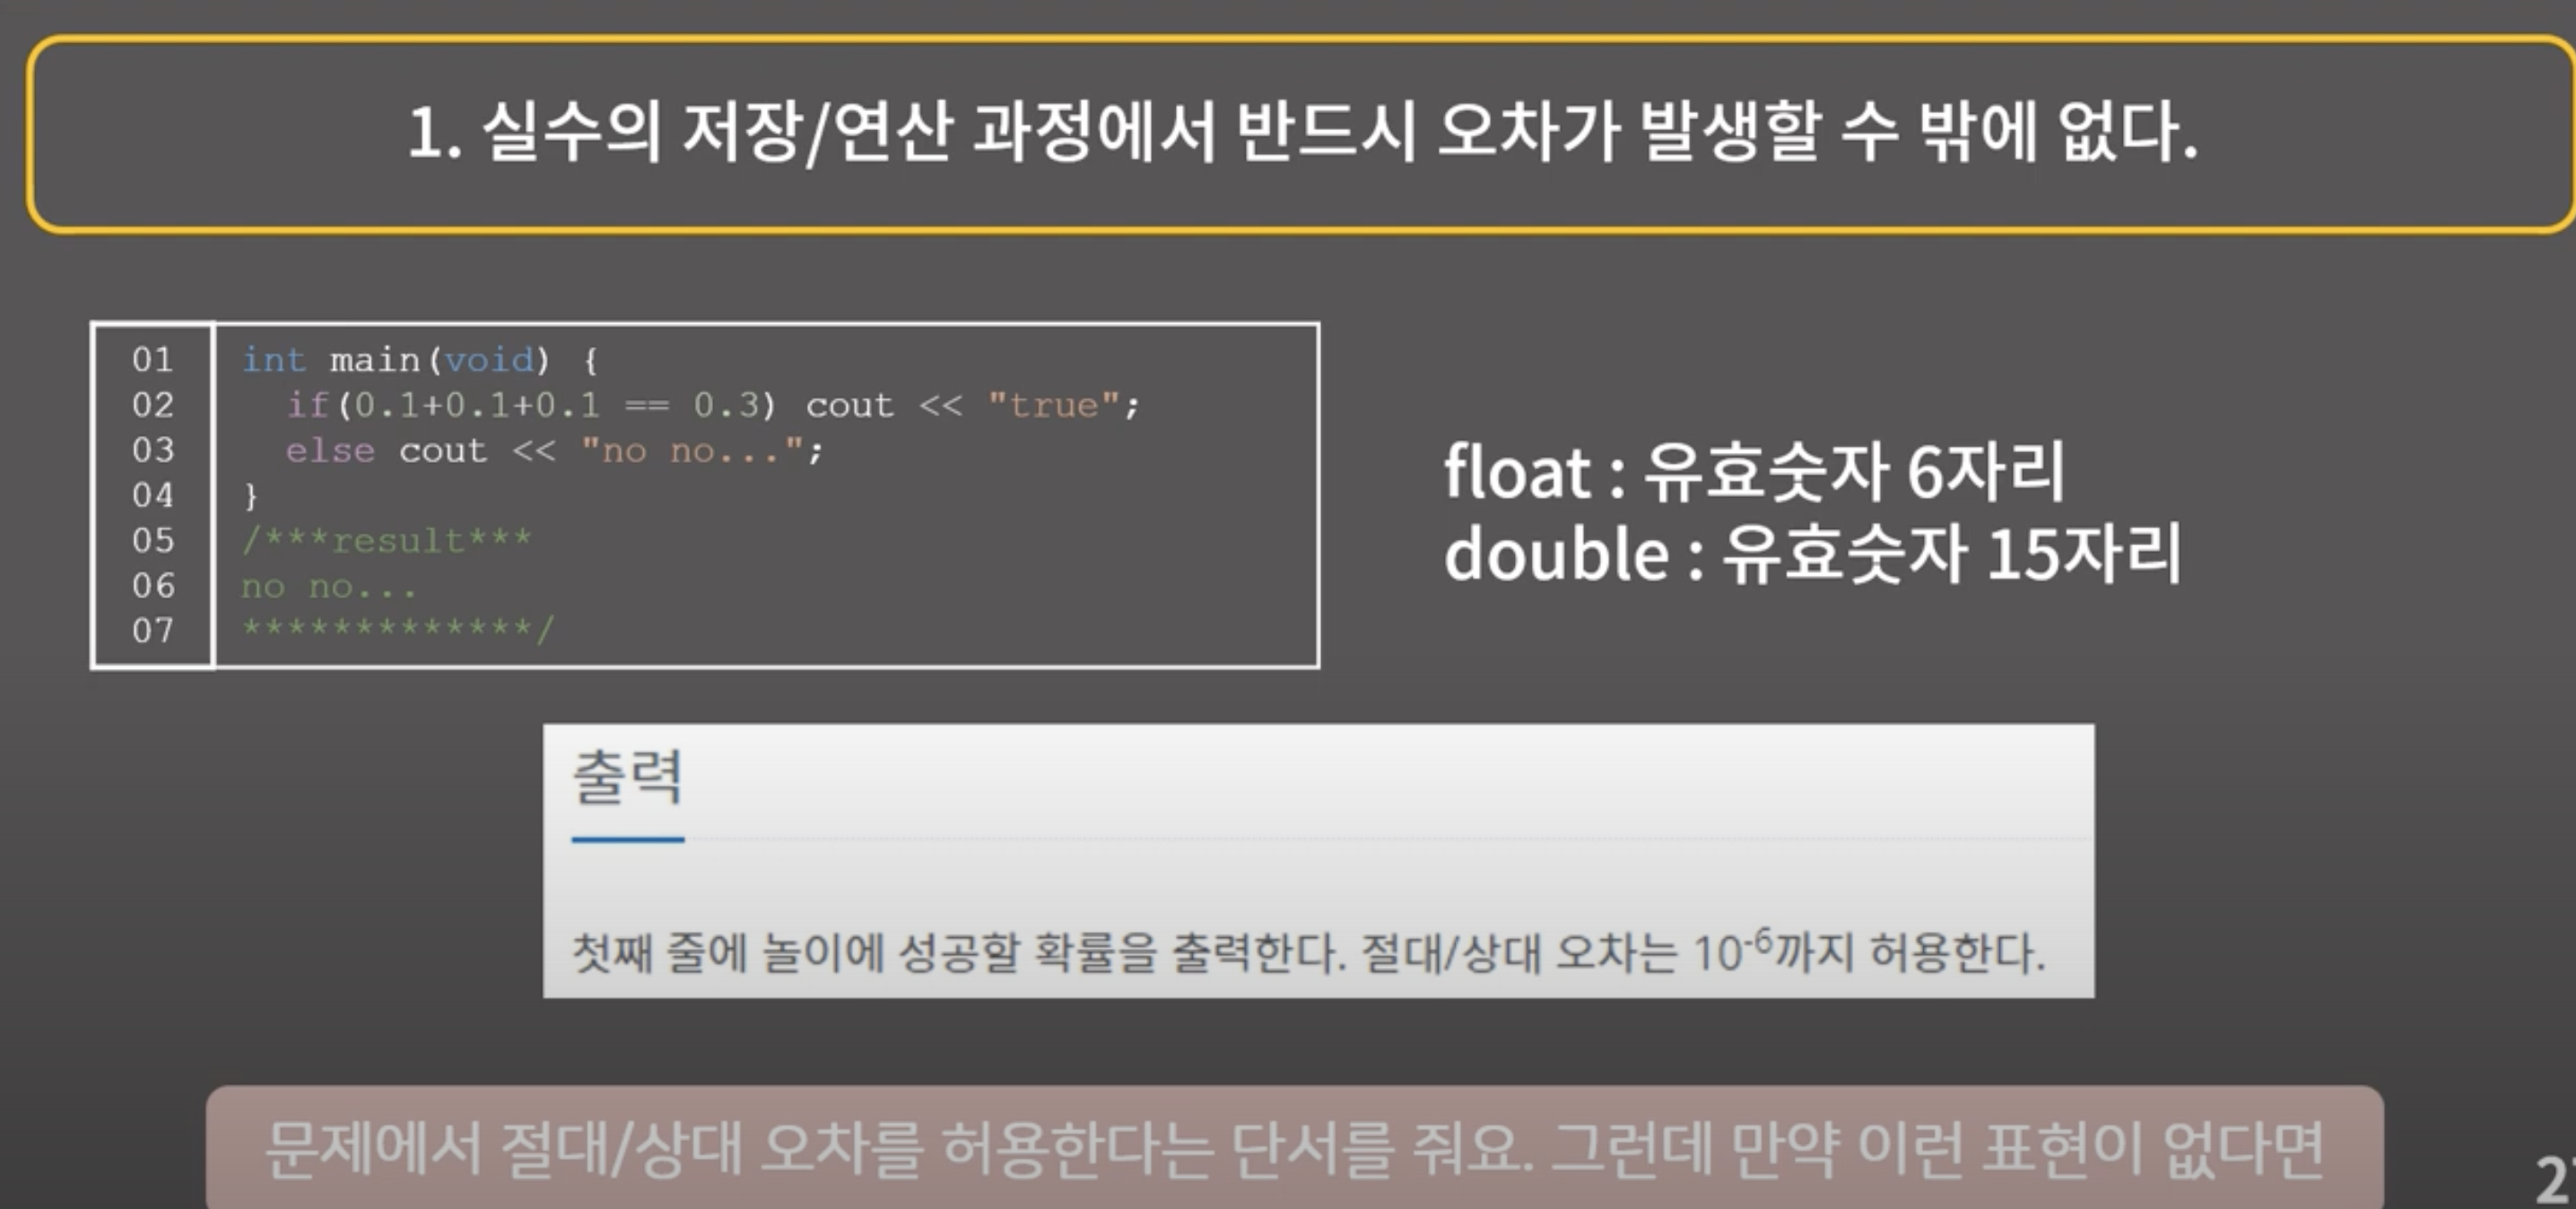 1. 실수의 저장/연산 과정에서 반드시 오차가 발생할 수 밖에 없다.
01 int main(void) {
02 if(0.1+0.1+0.1 == 0.3) cout << "true";
03 else cout << "no no...";
04 }
05 /***result***
06 no no...
07 *************/
float : 유효숫자 6자리
double : 유효숫자 15자리
출력
첫째 줄에 놀이에 성공할 확률을 출력한다. 절대/상대 오차는 10⁻⁶까지 허용한다.
문제에서 절대/상대 오차를 허용한다는 단서를 줘요. 그런데 만약 이런 표현이 없다면